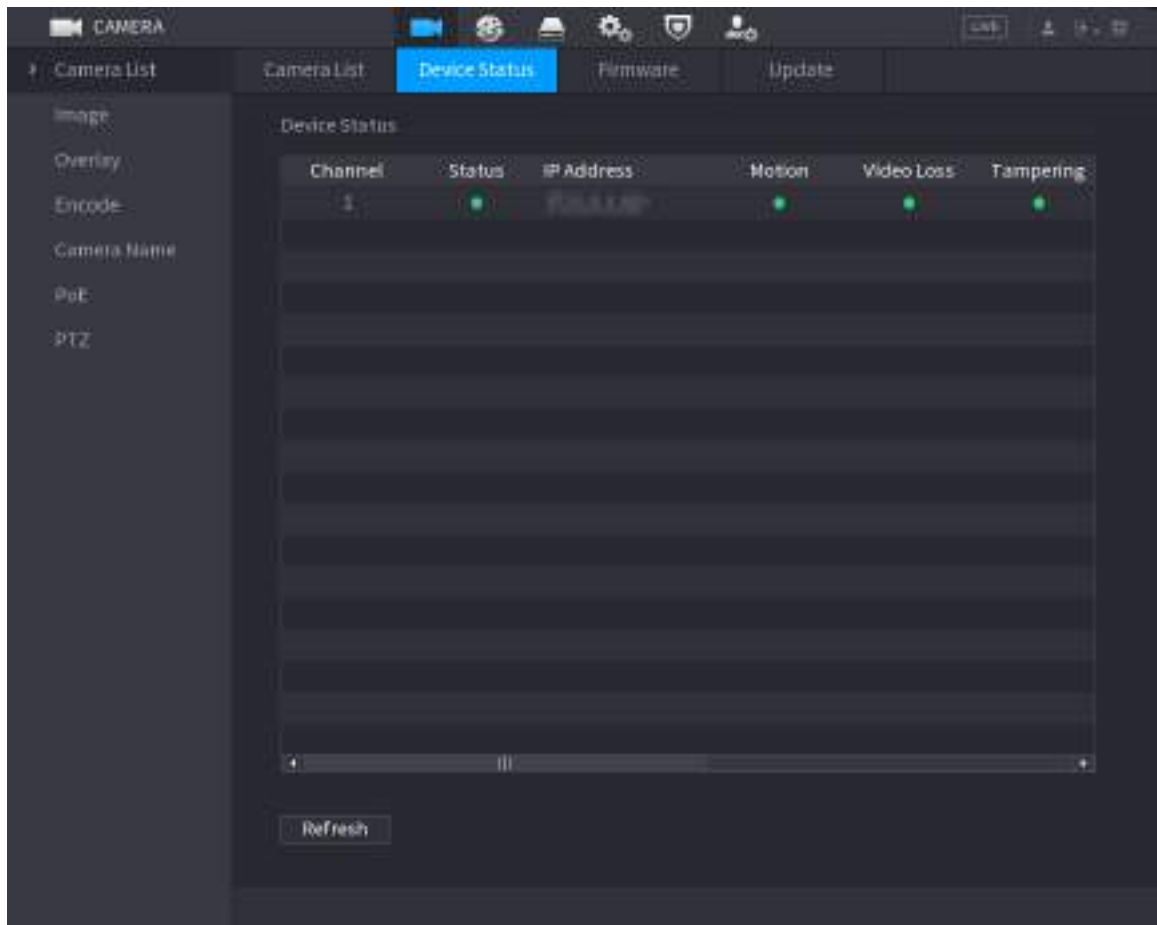 CAMERA LIVE
Camera List Camera List Device Status Firmware Update
Image
Device Status
Overlay
Channel Status IP Address Motion Video Loss Tampering
Encode
1
Camera Name
PoE
PTZ
Refresh